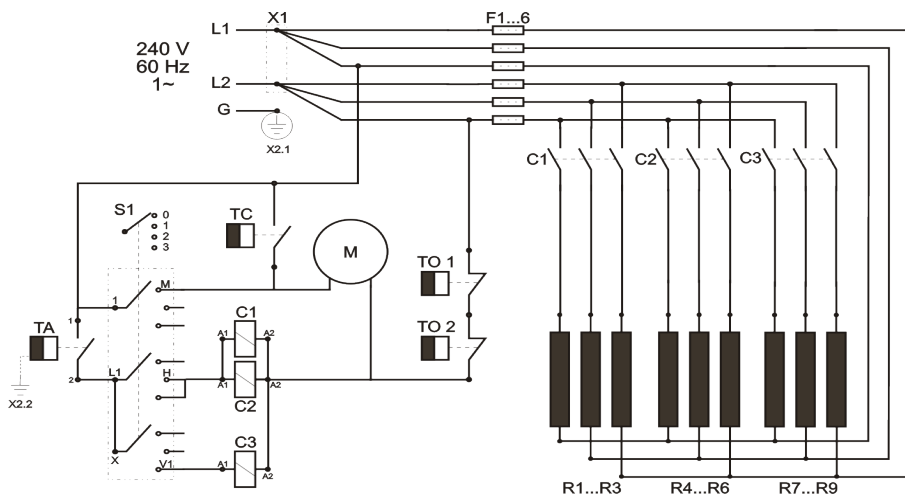 X1
F1...6
L1
240 V
60 Hz
1~
L2
G
X2.1
C1
C2
C3
S1
0
1
2
3
TC
M
TO 1
TO 2
1
M
TA
1
2
X2.2
L1
H
X
V1
C1
A1
A2
A1
A2
C2
C3
A1
A2
R1...R3
R4...R6
R7...R9